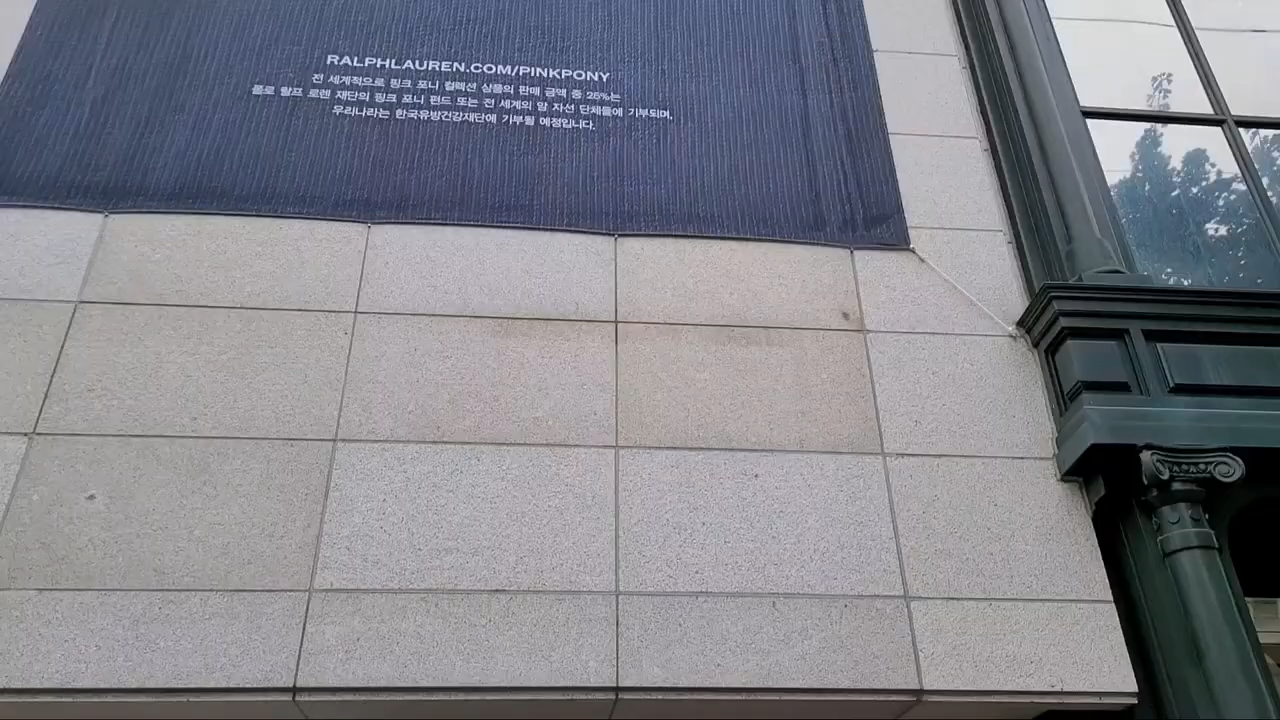 RALPHLAUREN.COM/PINKPONY
전 세계적으로 핑크 포니 컬렉션 상품의 판매 금액 중 25%는
폴로 랄프 로렌 재단의 핑크 포니 펀드 또는 전 세계의 암 자선 단체들에 기부되며,
우리나라는 한국유방건강재단에 기부될 예정입니다.